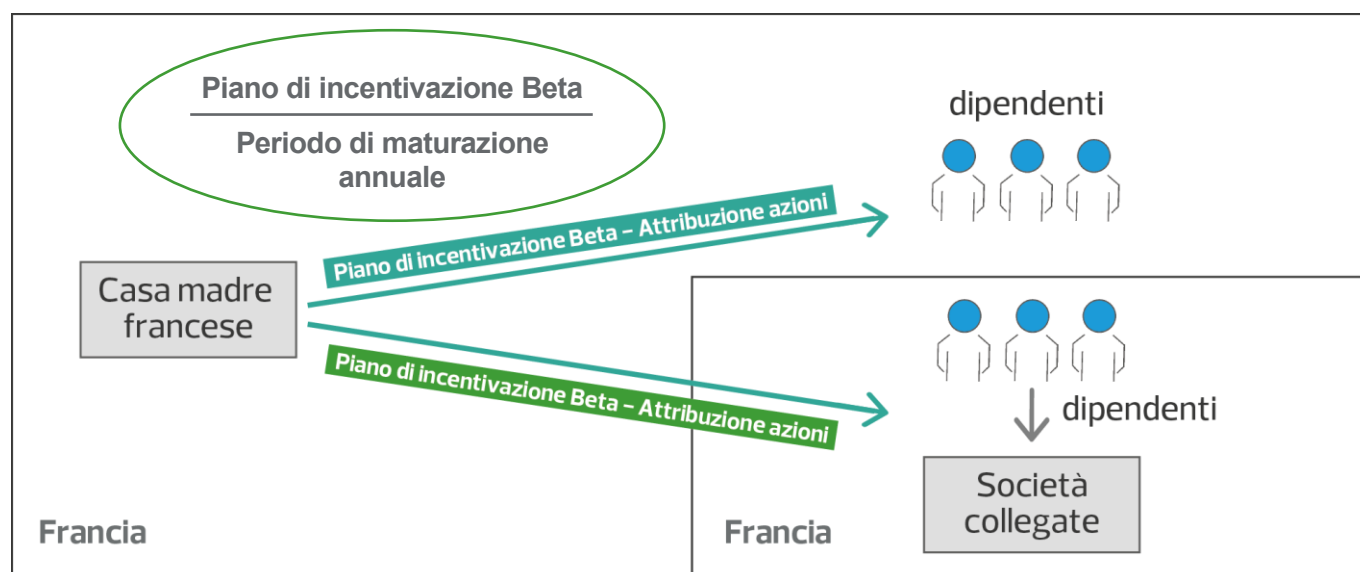 Piano di incentivazione Beta
Periodo di maturazione
annuale
dipendenti
Piano di incentivazione Beta – Attribuzione azioni
Casa madre
francese
Piano di incentivazione Beta – Attribuzione azioni
dipendenti
Società
collegate
Francia
Francia